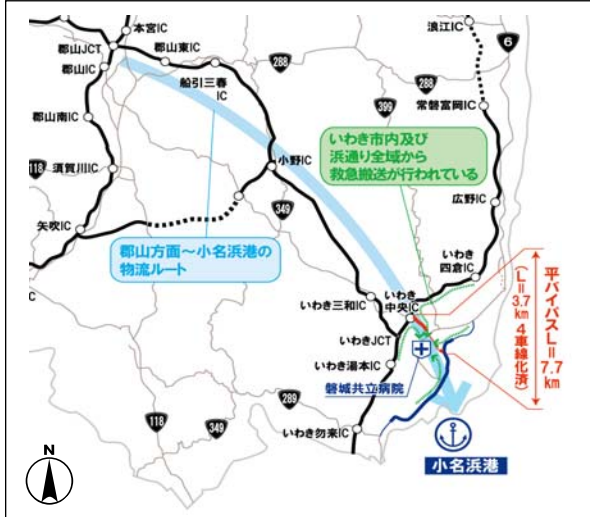 本宮IC
浪江IC
6
郡山JCT
郡山東IC
郡山IC
288
船引三春
IC
288
399
常磐富岡IC
郡山南IC
いわき市内及び
浜通り全域から
救急搬送が行われている
小野IC
118
須賀川IC
広野IC
349
矢吹IC
郡山方面～小名浜港の
物流ルート
いわき
四倉IC
いわき三和IC
いわき
中央IC
平バイパスL=7.7km
(L=3.7km 4車線化済)
いわきJCT
いわき湯本IC
磐城共立病院
289
118
349
いわき勿来IC
N
小名浜港
C